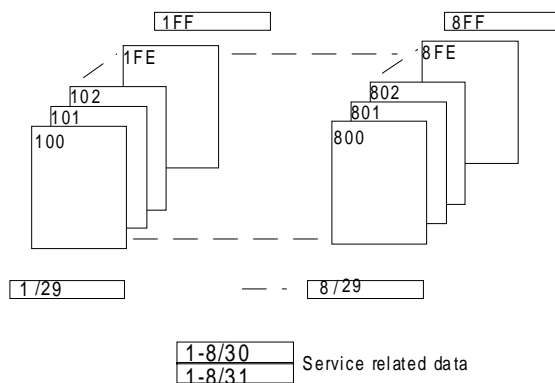 1FF
8FF
1FE
8FE
102
802
101
801
100
800
1 /29
8 /29
1-8/30
Service related data
1-8/31